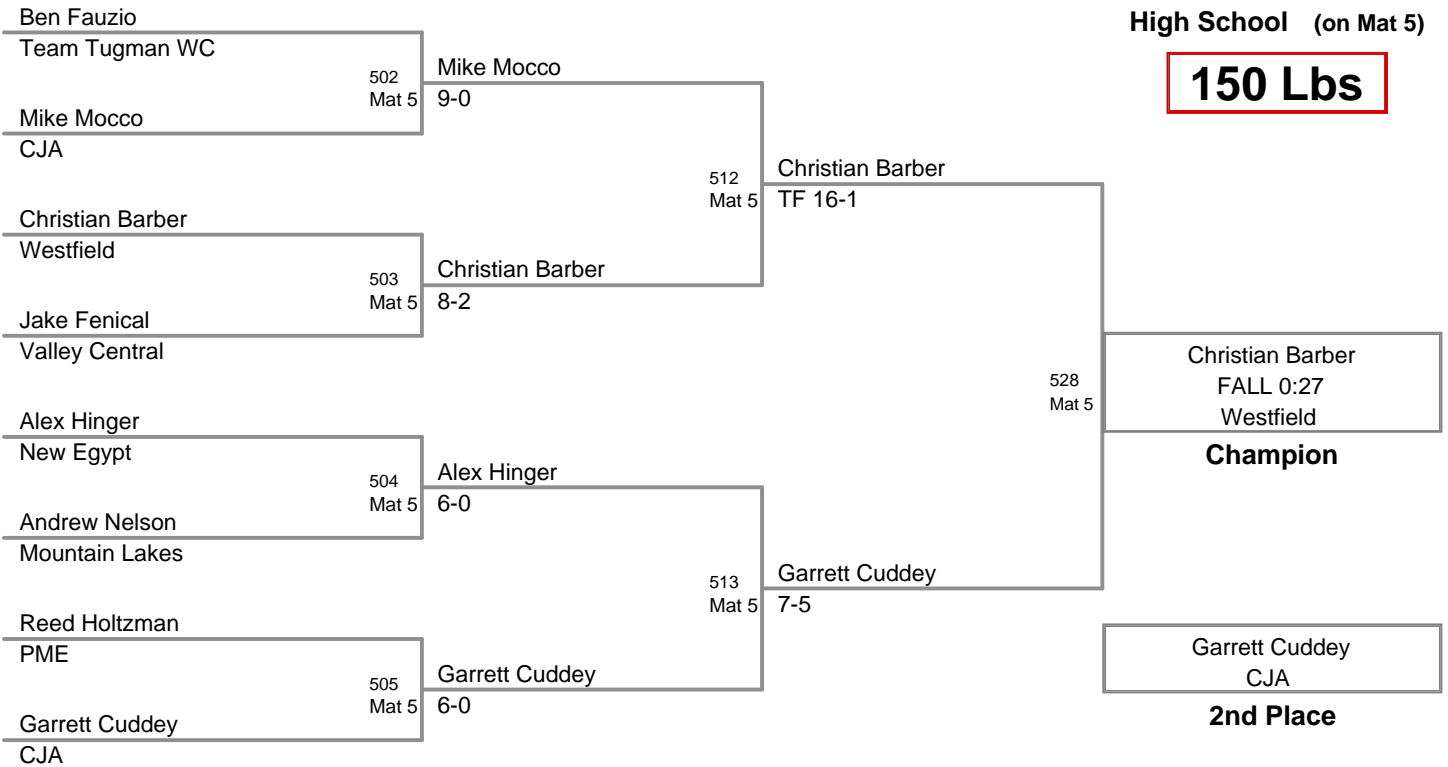 Ben Fauzio
Team Tugman WC
502
Mat 5
Mike Mocco
9-0
Mike Mocco
CJA
High School (on Mat 5)
150 Lbs
512
Mat 5
Christian Barber
TF 16-1
Christian Barber
Westfield
503
Mat 5
Christian Barber
8-2
Jake Fenical
Valley Central
528
Mat 5
Christian Barber
FALL 0:27
Westfield
Champion
Alex Hinger
New Egypt
504
Mat 5
Alex Hinger
6-0
Andrew Nelson
Mountain Lakes
513
Mat 5
Garrett Cuddey
7-5
Reed Holtzman
PME
505
Mat 5
Garrett Cuddey
6-0
Garrett Cuddey
CJA
Garrett Cuddey
CJA
2nd Place